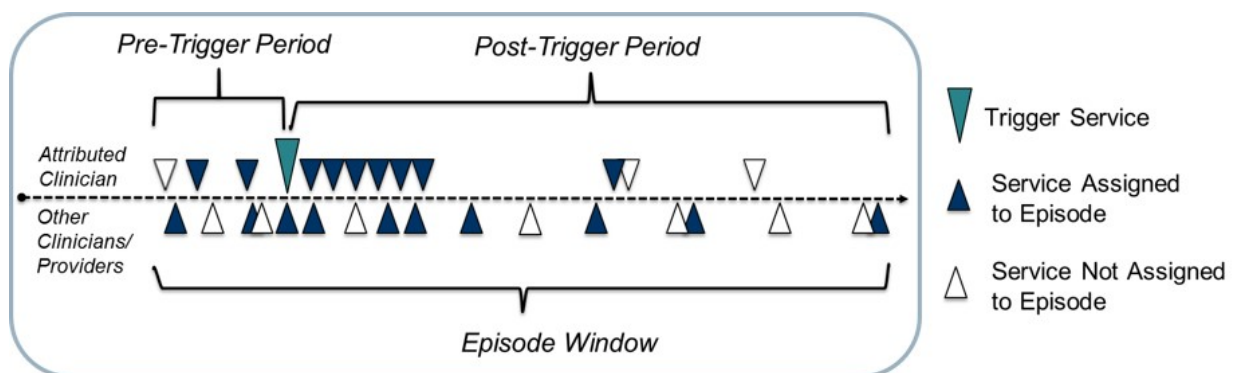 Pre-Trigger Period
Post-Trigger Period
Attributed
Clinician
Other
Clinicians/
Providers
Episode Window
Trigger Service
Service Assigned
to Episode
Service Not Assigned
to Episode